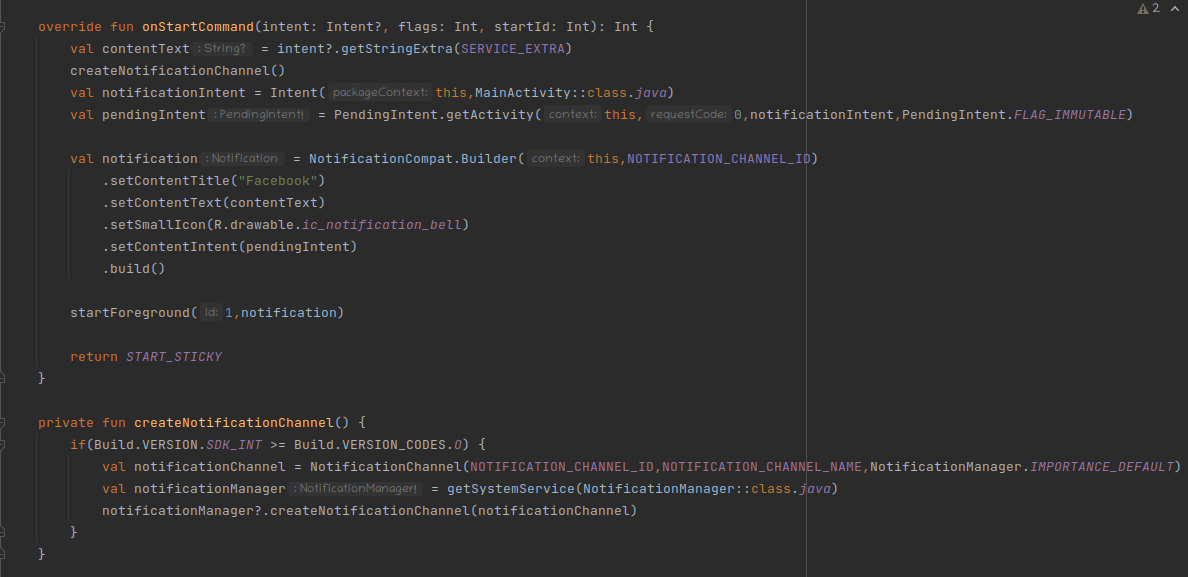 2
override fun onStartCommand(intent: Intent?, flags: Int, startId: Int): Int {
val contentText : String? = intent?.getStringExtra(SERVICE_EXTRA)
createNotificationChannel()
val notificationIntent = Intent( packageContext: this,MainActivity::class.java)
val pendingIntent : PendingIntent! = PendingIntent.getActivity( context: this, requestCode: 0,notificationIntent,PendingIntent.FLAG_IMMUTABLE)
val notification : Notification = NotificationCompat.Builder( context: this,NOTIFICATION_CHANNEL_ID)
.setContentTitle("Facebook")
.setContentText(contentText)
.setSmallIcon(R.drawable.ic_notification_bell)
.setContentIntent(pendingIntent)
.build()
startForeground( id: 1,notification)
return START_STICKY
}
private fun createNotificationChannel() {
if(Build.VERSION.SDK_INT >= Build.VERSION_CODES.O) {
val notificationChannel = NotificationChannel(NOTIFICATION_CHANNEL_ID,NOTIFICATION_CHANNEL_NAME,NotificationManager.IMPORTANCE_DEFAULT)
val notificationManager : NotificationManager! = getSystemService(NotificationManager::class.java)
notificationManager?.createNotificationChannel(notificationChannel)
}
}